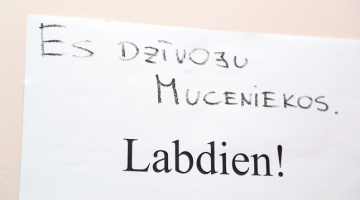 Es DZĪVOJU
MUCENIEKOS.
Labdien!